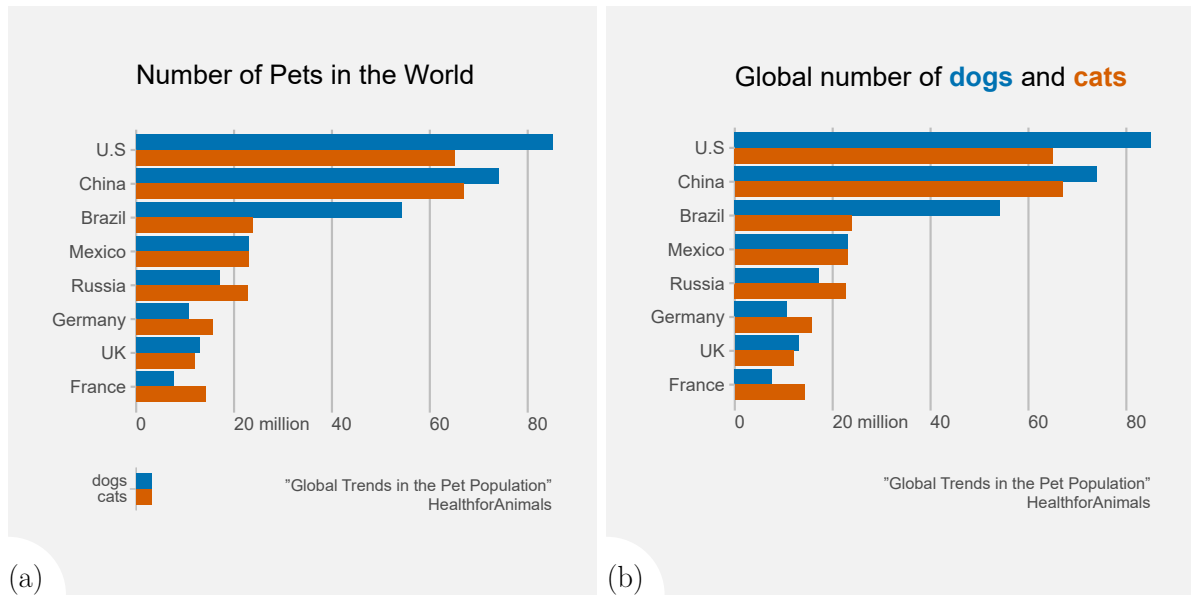 Number of Pets in the World
U.S
China
Brazil
Mexico
Russia
Germany
UK
France
0 20 million 40 60 80
dogs
cats
”Global Trends in the Pet Population”
HealthforAnimals
(a)
Global number of dogs and cats
U.S
China
Brazil
Mexico
Russia
Germany
UK
France
0 20 million 40 60 80
”Global Trends in the Pet Population”
HealthforAnimals
(b)